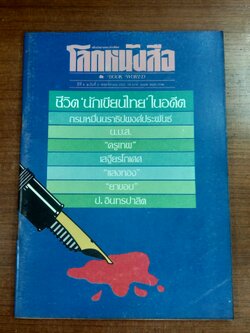 โลกหนังสือ
BOOK WORLD
ชีวิต 'นักเขียนไทย' ในอดีต
กรมหมื่นนราธิปพงศ์ประพันธ์
น.ม.ส.
"ครูเทพ"
เสฐียรโกเศศ
"แสงทอง"
"ยาขอบ"
ป. อินทรปาลิต